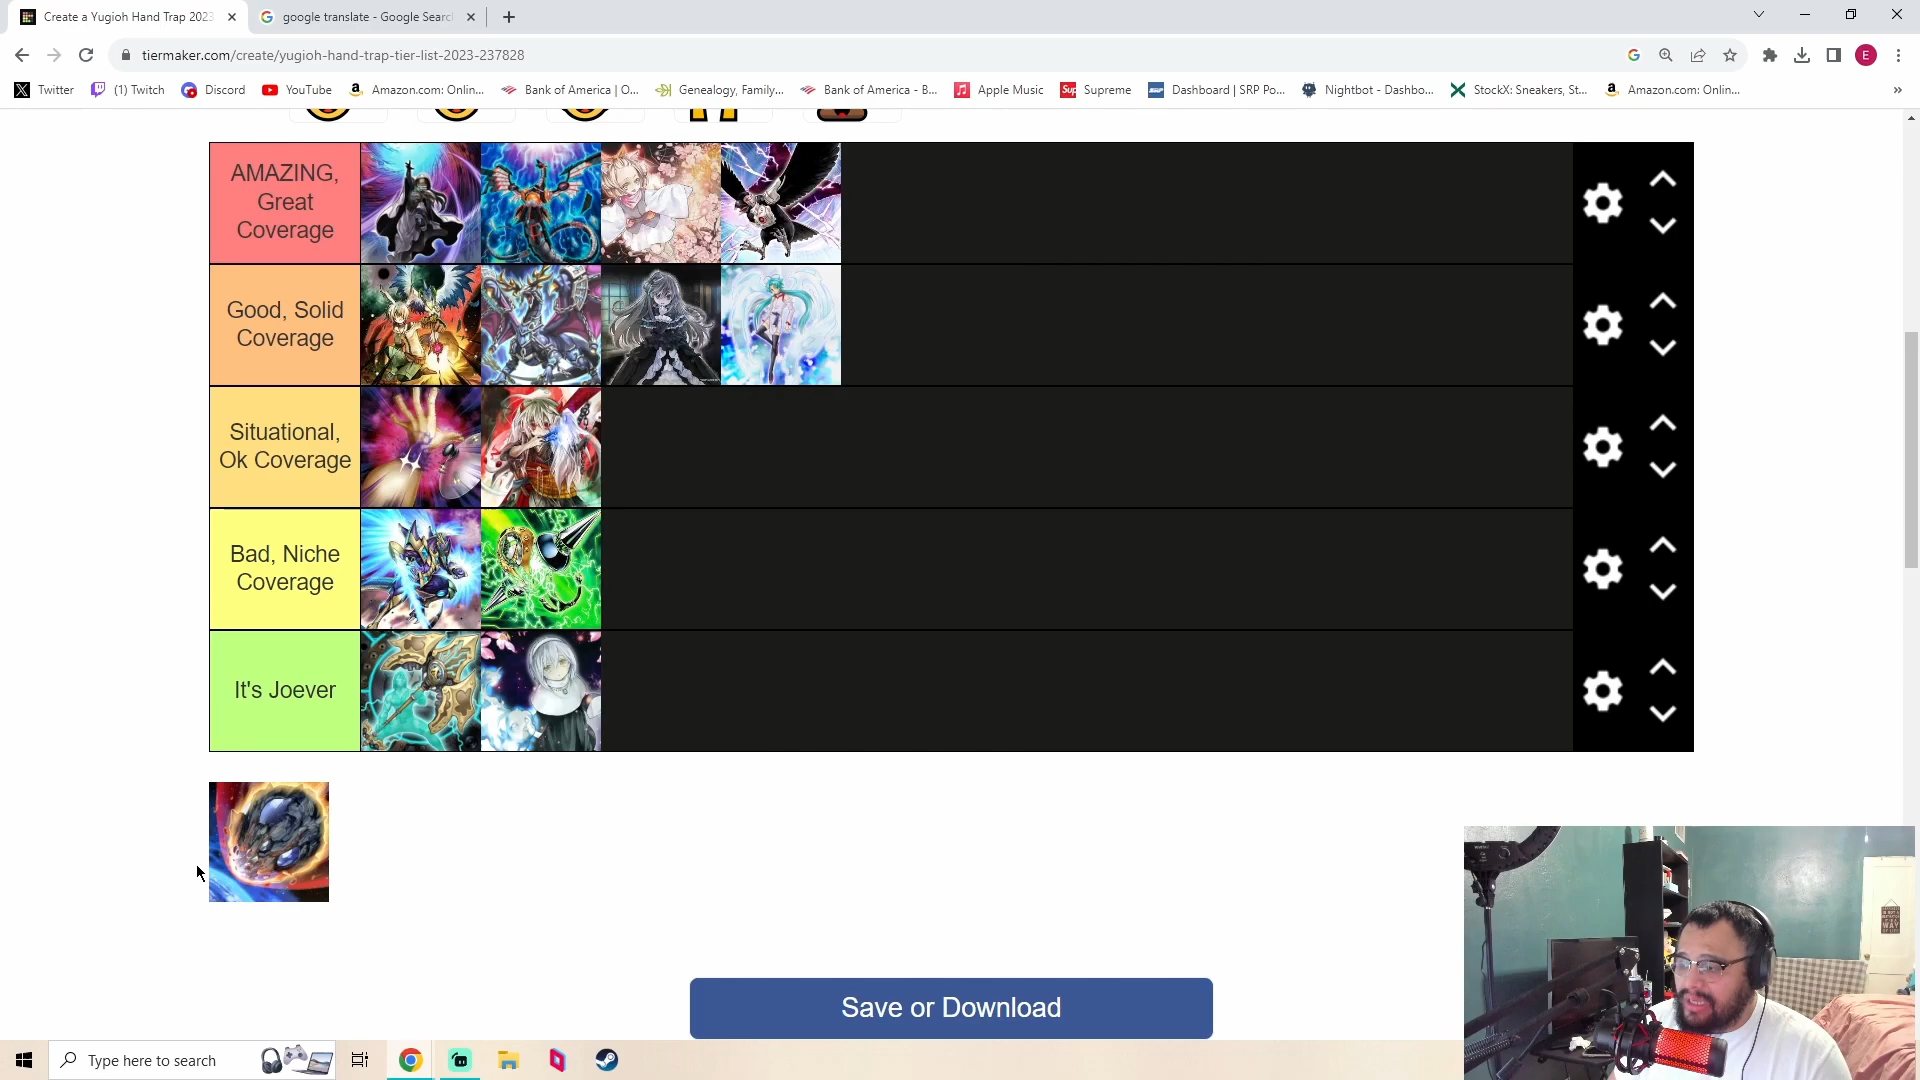 Create a Yugioh Hand Trap 2023
google translate - Google Searc
tiermaker.com/create/yugioh-hand-trap-tier-list-2023-237828
E
Twitter
(1) Twitch
Discord
YouTube
Amazon.com: Onlin...
Bank of America | O...
Genealogy, Family,...
Bank of America - B...
Apple Music
Supreme
Dashboard | SRP Po...
Nightbot - Dashbo...
StockX: Sneakers, St...
Amazon.com: Onlin...
AMAZING,
Great
Coverage
Good, Solid
Coverage
Situational,
Ok Coverage
Bad, Niche
Coverage
It's Joever
Save or Download
Type here to search